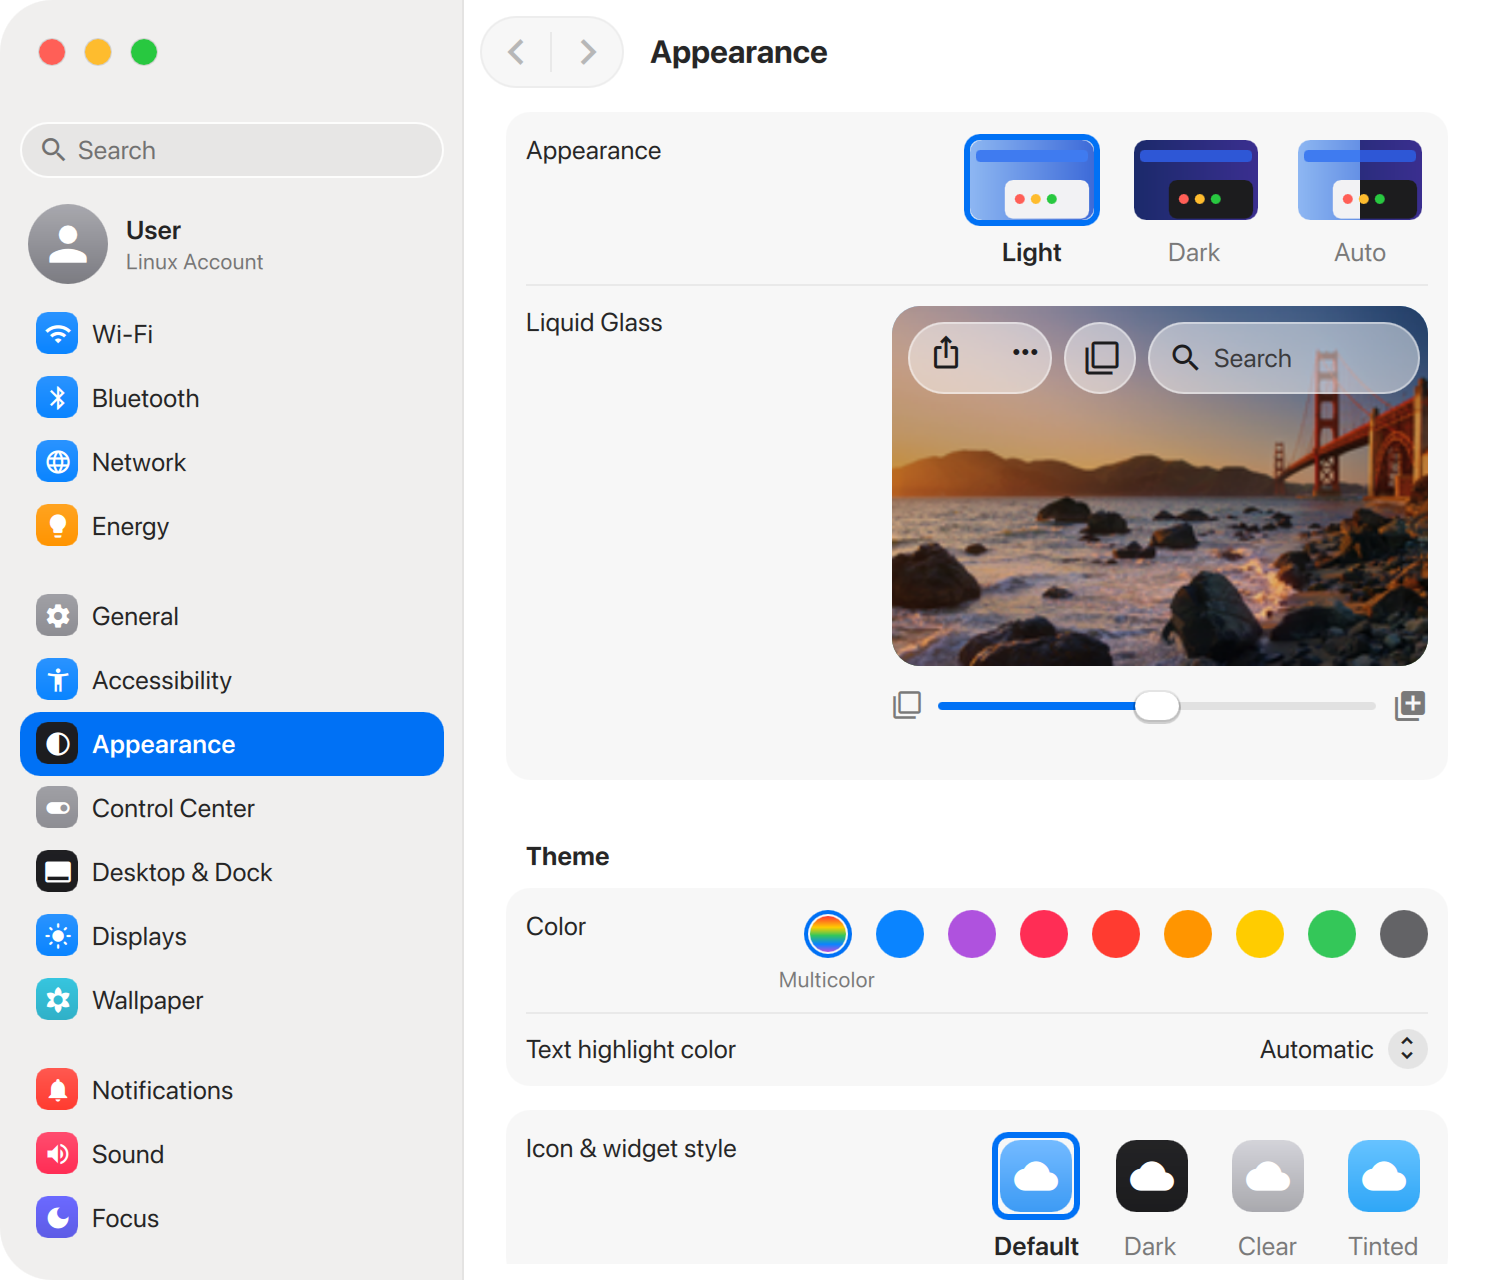 Appearance
Search
User
Linux Account
Wi-Fi
Bluetooth
Network
Energy
General
Accessibility
Appearance
Control Center
Desktop & Dock
Displays
Wallpaper
Notifications
Sound
Focus
Appearance
Light
Dark
Auto
Liquid Glass
Search
Theme
Color
Multicolor
Text highlight color
Automatic
Icon & widget style
Default
Dark
Clear
Tinted